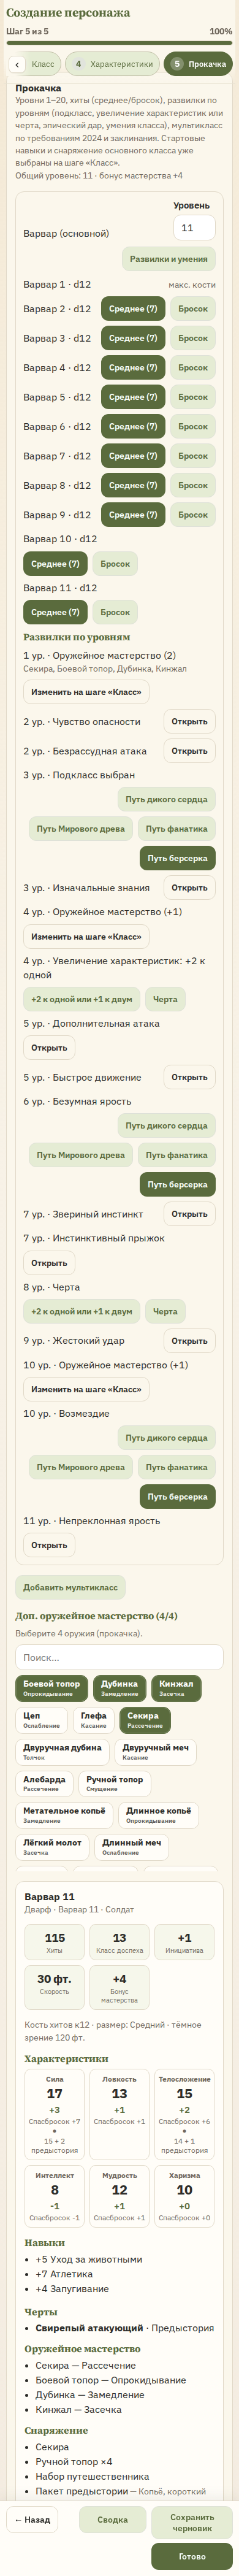 Создание персонажа
Шаг 5 из 5
100%
‹
Класс
4
Характеристики
5
Прокачка
Прокачка
Уровни 1–20, хиты (среднее/бросок), развилки по
уровням (подкласс, увеличение характеристик или
черта, эпический дар, умения класса), мультикласс
по требованиям 2024 и заклинания. Стартовые
навыки и снаряжение основного класса уже
выбраны на шаге «Класс».
Общий уровень: 11 · бонус мастерства +4
Варвар (основной)
Уровень
11
Развилки и умения
Варвар 1 · d12
макс. кости
Варвар 2 · d12
Среднее (7)
Бросок
Варвар 3 · d12
Среднее (7)
Бросок
Варвар 4 · d12
Среднее (7)
Бросок
Варвар 5 · d12
Среднее (7)
Бросок
Варвар 6 · d12
Среднее (7)
Бросок
Варвар 7 · d12
Среднее (7)
Бросок
Варвар 8 · d12
Среднее (7)
Бросок
Варвар 9 · d12
Среднее (7)
Бросок
Варвар 10 · d12
Среднее (7)
Бросок
Варвар 11 · d12
Среднее (7)
Бросок
Развилки по уровням
1 ур. · Оружейное мастерство (2)
Секира, Боевой топор, Дубинка, Кинжал
Изменить на шаге «Класс»
2 ур. · Чувство опасности
Открыть
2 ур. · Безрассудная атака
Открыть
3 ур. · Подкласс выбран
Путь дикого сердца
Путь Мирового древа
Путь фанатика
Путь берсерка
3 ур. · Изначальные знания
Открыть
4 ур. · Оружейное мастерство (+1)
Изменить на шаге «Класс»
4 ур. · Увеличение характеристик: +2 к
одной
+2 к одной или +1 к двум
Черта
5 ур. · Дополнительная атака
Открыть
5 ур. · Быстрое движение
Открыть
6 ур. · Безумная ярость
Путь дикого сердца
Путь Мирового древа
Путь фанатика
Путь берсерка
7 ур. · Звериный инстинкт
Открыть
7 ур. · Инстинктивный прыжок
Открыть
8 ур. · Черта
+2 к одной или +1 к двум
Черта
9 ур. · Жестокий удар
Открыть
10 ур. · Оружейное мастерство (+1)
Изменить на шаге «Класс»
10 ур. · Возмездие
Путь дикого сердца
Путь Мирового древа
Путь фанатика
Путь берсерка
11 ур. · Непреклонная ярость
Открыть
Добавить мультикласс
Доп. оружейное мастерство (4/4)
Выберите 4 оружия (прокачка).
Поиск…
Боевой топор
Опрокидывание
Дубинка
Замедление
Кинжал
Засечка
Цеп
Ослабление
Глефа
Касание
Секира
Рассечение
Двуручная дубина
Толчок
Двуручный меч
Касание
Алебарда
Рассечение
Ручной топор
Смущение
Метательное копьё
Замедление
Длинное копьё
Опрокидывание
Лёгкий молот
Засечка
Длинный меч
Ослабление
Варвар 11
Дварф · Варвар 11 · Солдат
115
Хиты
13
Класс доспеха
+1
Инициатива
30 фт.
Скорость
+4
Бонус
мастерства
Кость хитов к12 · размер: Средний · тёмное
зрение 120 фт.
Характеристики
Сила
17
+3
Спасбросок +7
•
15 + 2
предыстория
Ловкость
13
+1
Спасбросок +1
Телосложение
15
+2
Спасбросок +6
•
14 + 1
предыстория
Интеллект
8
-1
Спасбросок -1
Мудрость
12
+1
Спасбросок +1
Харизма
10
+0
Спасбросок +0
Навыки
• +5 Уход за животными
• +7 Атлетика
• +4 Запугивание
Черты
• Свирепый атакующий · Предыстория
Оружейное мастерство
• Секира — Рассечение
• Боевой топор — Опрокидывание
• Дубинка — Замедление
• Кинжал — Засечка
Снаряжение
• Секира
• Ручной топор ×4
• Набор путешественника
• Пакет предыстории — Копьё, короткий
← Назад
Сводка
Сохранить
черновик
Готово